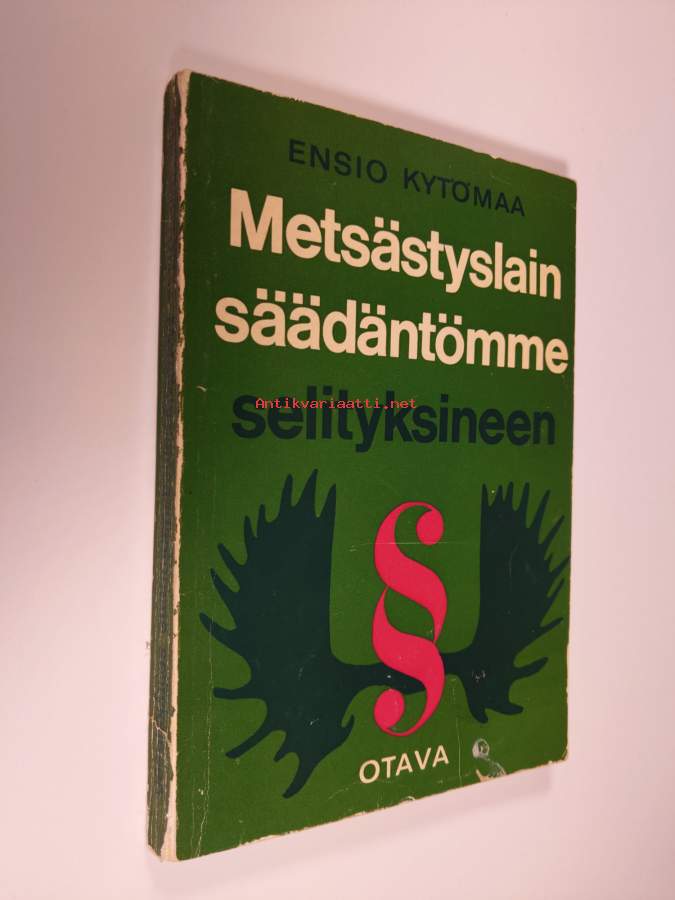 ENSIO KYTÖMAA
Metsästyslain
säädäntömme
Antikvariaatti.net
selityksineen
§
OTAVA